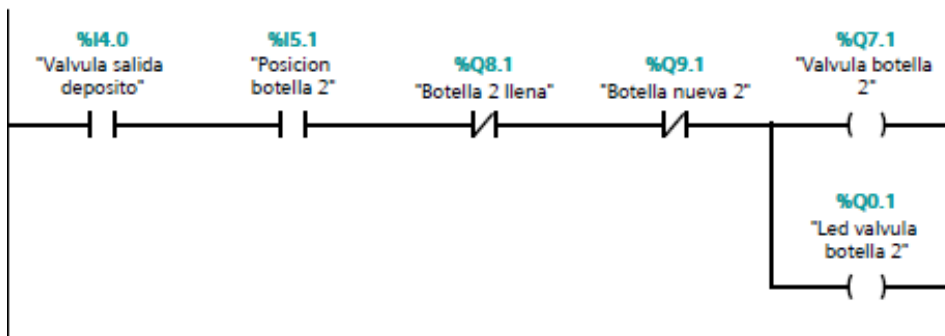 %I4.0
"Valvula salida
deposito"
%I5.1
"Posicion
botella 2"
%Q8.1
"Botella 2 llena"
%Q9.1
"Botella nueva 2"
%Q7.1
"Valvula botella
2"
%Q0.1
"Led valvula
botella 2"